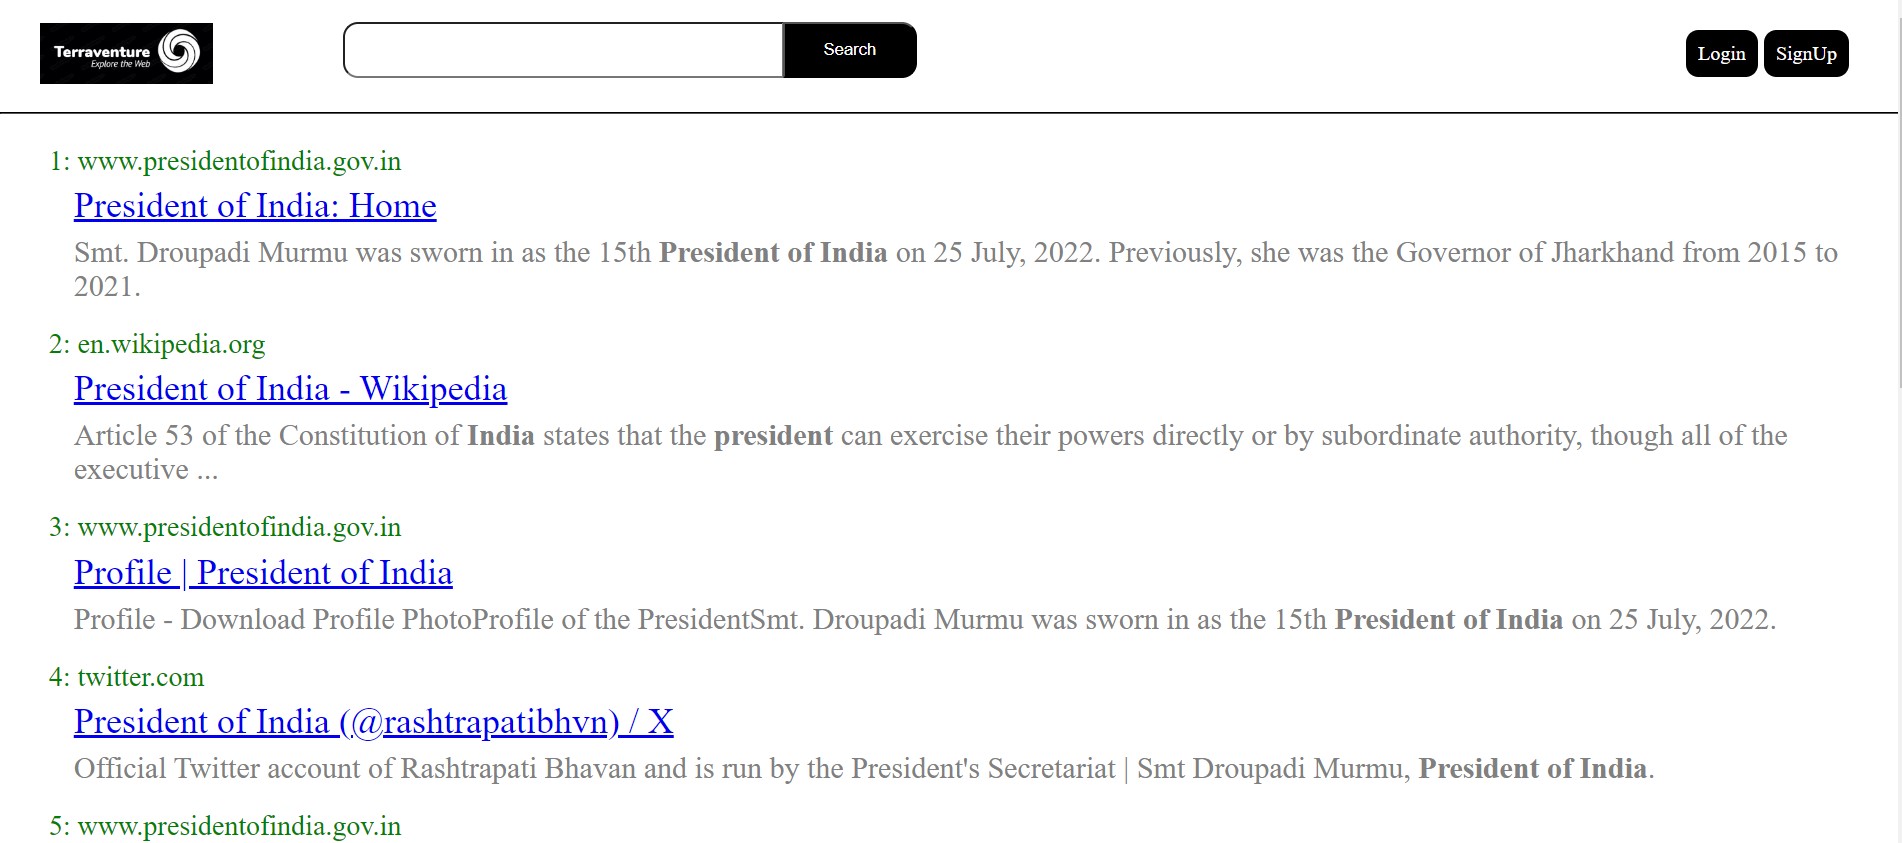 Terraventure
Explore the Web
Search
Login SignUp
1: www.presidentofindia.gov.in
President of India: Home
Smt. Droupadi Murmu was sworn in as the 15th President of India on 25 July, 2022. Previously, she was the Governor of Jharkhand from 2015 to
2021.
2: en.wikipedia.org
President of India - Wikipedia
Article 53 of the Constitution of India states that the president can exercise their powers directly or by subordinate authority, though all of the
executive ...
3: www.presidentofindia.gov.in
Profile | President of India
Profile - Download Profile PhotoProfile of the PresidentSmt. Droupadi Murmu was sworn in as the 15th President of India on 25 July, 2022.
4: twitter.com
President of India (@rashtrapatibhvn) / X
Official Twitter account of Rashtrapati Bhavan and is run by the President's Secretariat | Smt Droupadi Murmu, President of India.
5: www.presidentofindia.gov.in